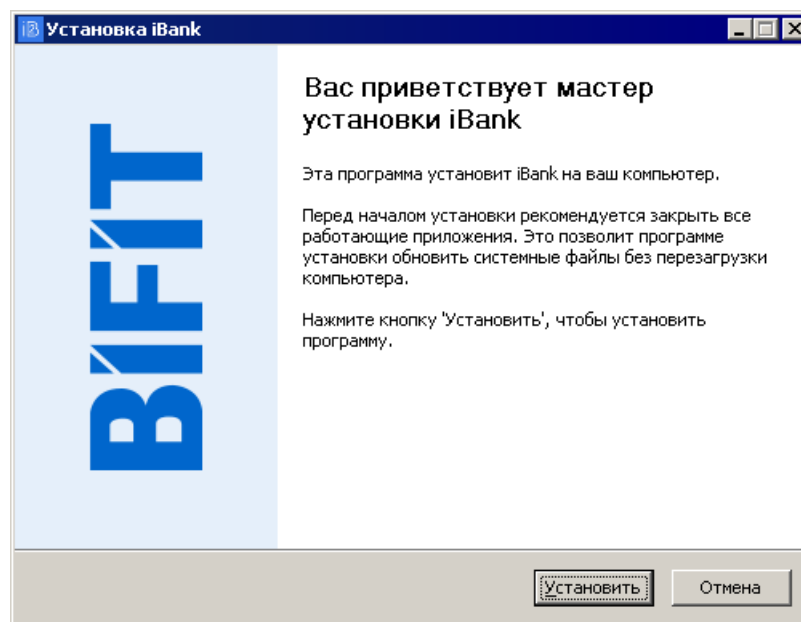 Установка iBank
Вас приветствует мастер
установки iBank
Эта программа установит iBank на ваш компьютер.
Перед началом установки рекомендуется закрыть все
работающие приложения. Это позволит программе
установки обновить системные файлы без перезагрузки
компьютера.
Нажмите кнопку 'Установить', чтобы установить
программу.
BIFIT
Установить
Отмена